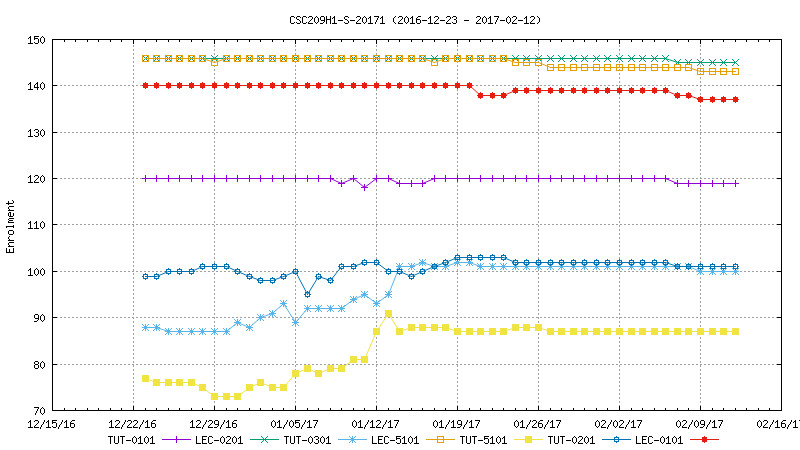 CSC209H1-S-20171 (2016-12-23 - 2017-02-12)
150
140
130
120
110
100
90
80
70
Enrolment
12/15/16 12/22/16 12/29/16 01/05/17 01/12/17 01/19/17 01/26/17 02/02/17 02/09/17 02/16/17
TUT-0101 LEC-0201 TUT-0301 LEC-5101 TUT-5101 TUT-0201 LEC-0101